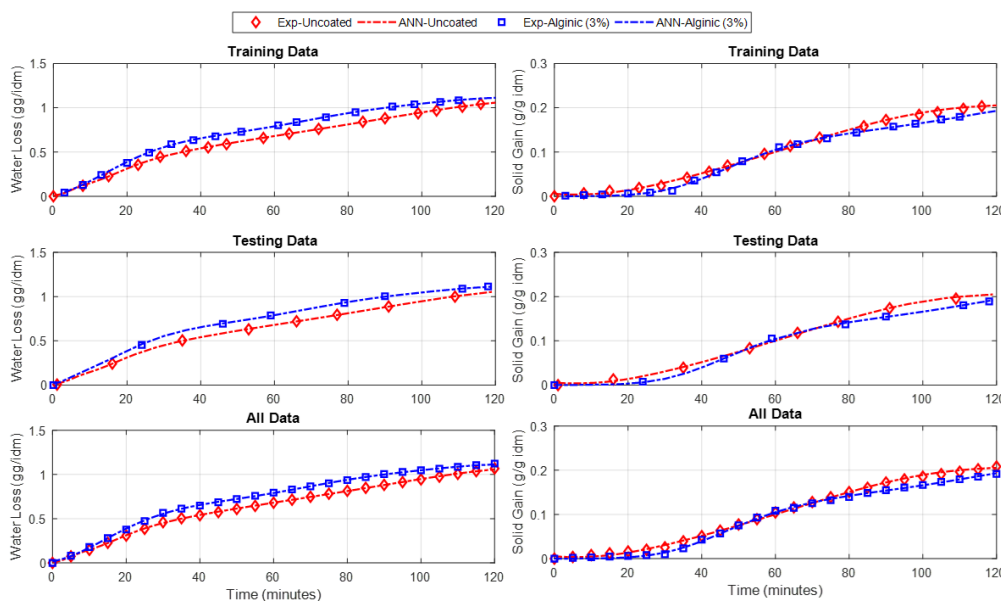 Exp-Uncoated ANN-Uncoated Exp-Alginic (3%) ANN-Alginic (3%)
Training Data
Water Loss (gg/idm)
1.5
1
0.5
0
0 20 40 60 80 100 120
Training Data
Solid Gain (g/g idm)
0.3
0.2
0.1
0
0 20 40 60 80 100 120
Testing Data
Water Loss (gg/idm)
1.5
1
0.5
0
0 20 40 60 80 100 120
Testing Data
Solid Gain (g/g idm)
0.3
0.2
0.1
0
0 20 40 60 80 100 120
All Data
Water Loss (gg/idm)
1.5
1
0.5
0
0 20 40 60 80 100 120
Time (minutes)
All Data
Solid Gain (g/g idm)
0.3
0.2
0.1
0
0 20 40 60 80 100 120
Time (minutes)